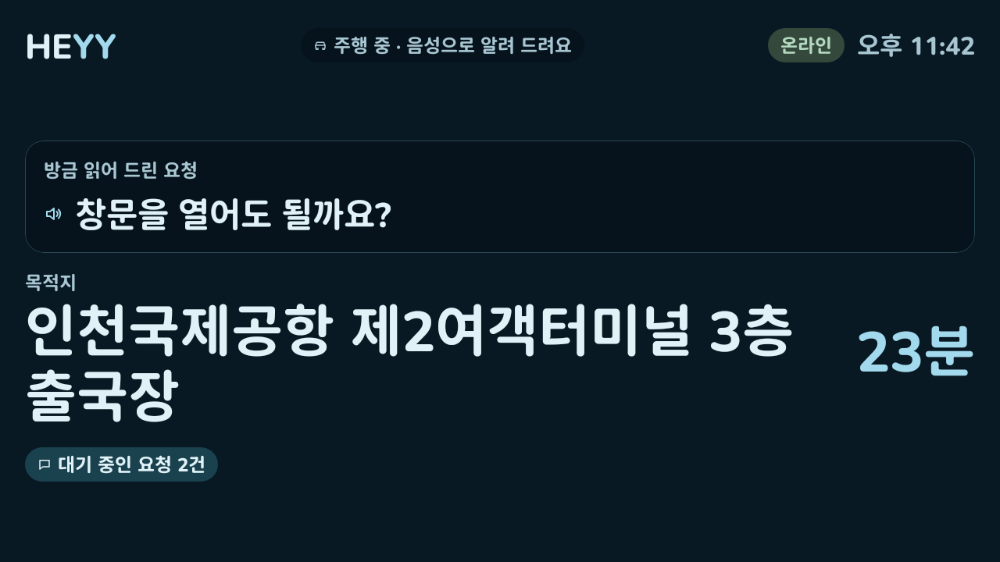 HEYY
주행 중 · 음성으로 알려 드려요
온라인
오후 11:42
방금 읽어 드린 요청
창문을 열어도 될까요?
목적지
인천국제공항 제2여객터미널 3층
출국장
23분
대기 중인 요청 2건